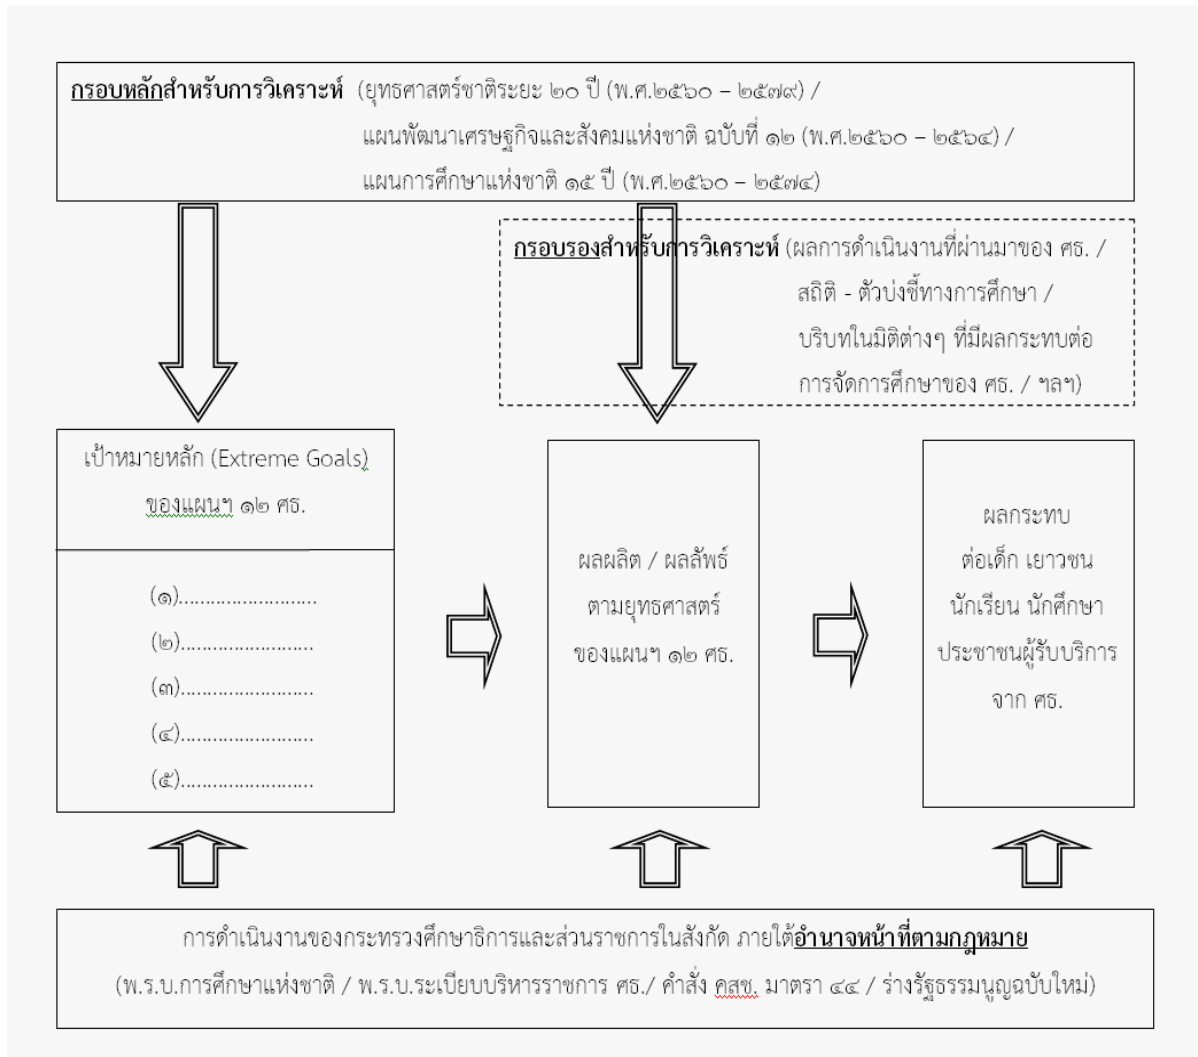 กรอบหลักสำหรับการวิเคราะห์ (ยุทธศาสตร์ชาติระยะ ๒๐ ปี (พ.ศ.๒๕๖๐ – ๒๕๗๙) /
แผนพัฒนาเศรษฐกิจและสังคมแห่งชาติ ฉบับที่ ๑๒ (พ.ศ.๒๕๖๐ – ๒๕๖๔) /
แผนการศึกษาแห่งชาติ ๑๕ ปี (พ.ศ.๒๕๖๐ – ๒๕๗๔)
กรอบรองสำหรับการวิเคราะห์ (ผลการดำเนินงานที่ผ่านมาของ ศธ. /
สถิติ - ตัวบ่งชี้ทางการศึกษา /
บริบทในมิติต่างๆ ที่มีผลกระทบต่อ
การจัดการศึกษาของ ศธ. / ฯลฯ)
เป้าหมายหลัก (Extreme Goals)
ของแผนฯ ๑๒ ศธ.
(๑)..........................
(๒).........................
(๓).........................
(๔).........................
(๕).........................
ผลผลิต / ผลลัพธ์
ตามยุทธศาสตร์
ของแผนฯ ๑๒ ศธ.
ผลกระทบ
ต่อเด็ก เยาวชน
นักเรียน นักศึกษา
ประชาชนผู้รับบริการ
จาก ศธ.
การดำเนินงานของกระทรวงศึกษาธิการและส่วนราชการในสังกัด ภายใต้อำนาจหน้าที่ตามกฎหมาย
(พ.ร.บ.การศึกษาแห่งชาติ / พ.ร.บ.ระเบียบบริหารราชการ ศธ./ คำสั่ง คสช. มาตรา ๔๔ / ร่างรัฐธรรมนูญฉบับใหม่)